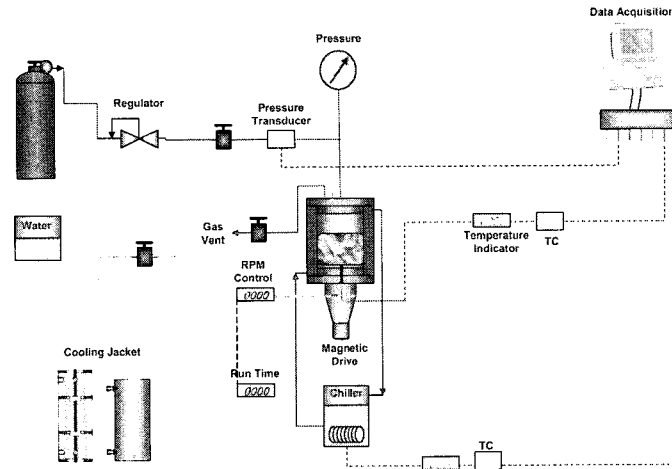 Data Acquisition
Pressure
Regulator
Pressure
Transducer
Water
Gas
Vent
Temperature
Indicator
TC
RPM
Control
0000
Magnetic
Drive
Cooling Jacket
Run Time
0000
Chiller
TC